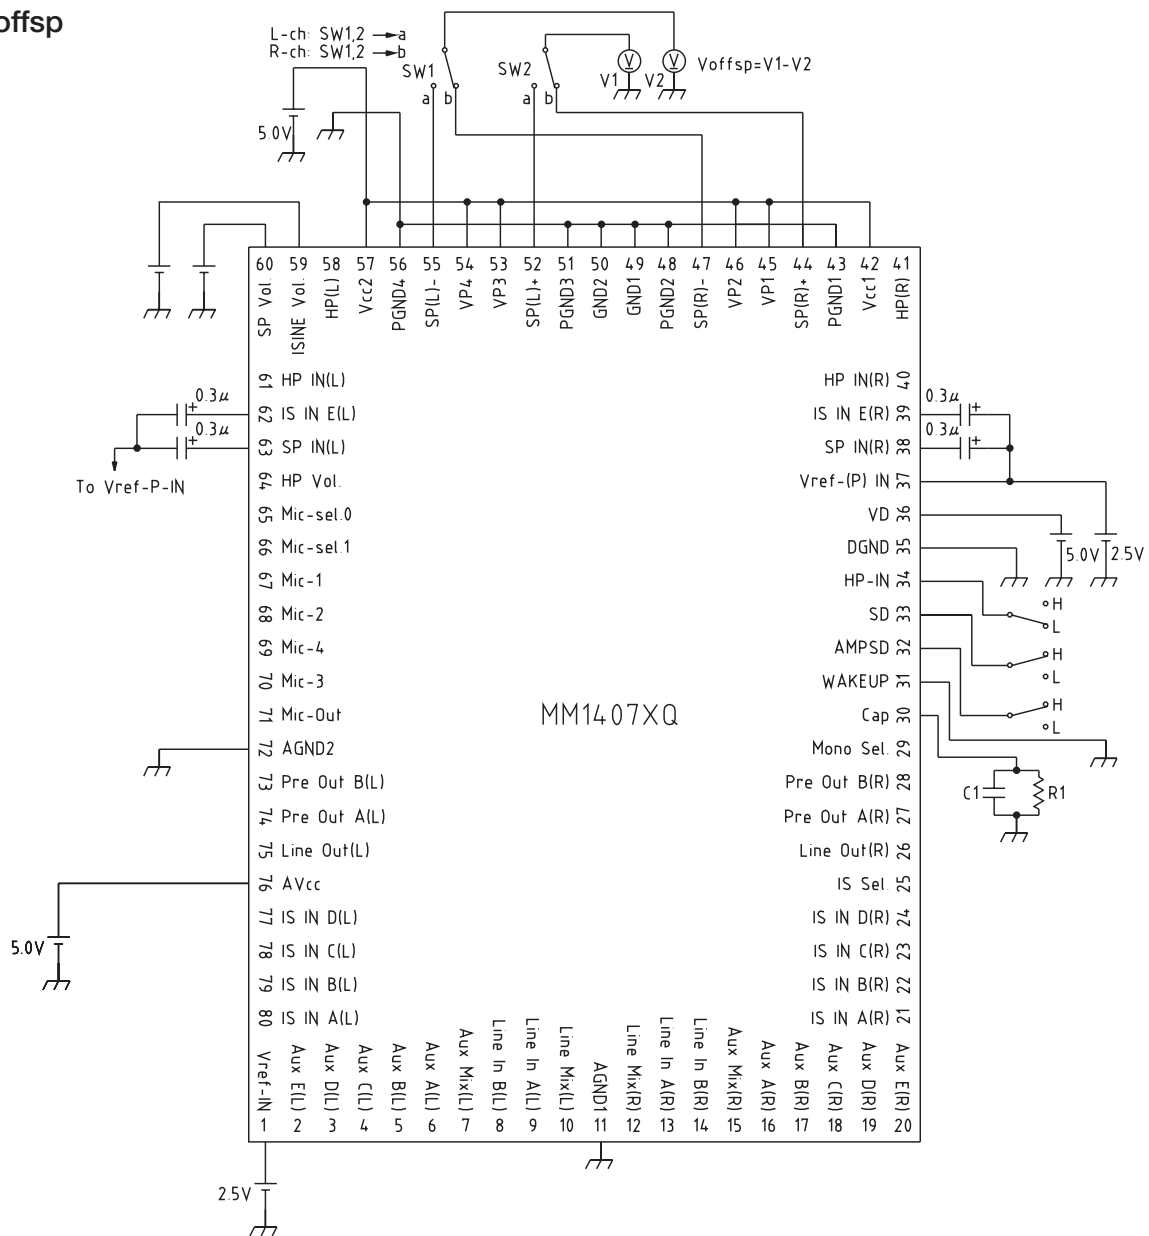 offsp
L-ch: SW1,2 →a
R-ch: SW1,2 →b
SW1
SW2
V
V
V1
V2
Voffsp=V1-V2
a
b
a
b
5.0V
60 59 58 57 56 55 54 53 52 51 50 49 48 47 46 45 44 43 42 41
SP Vol.
ISINE Vol.
HP(L)
Vcc2
PGND4
SP(L)-
VP4
VP3
SP(L)+
PGND3
GND2
GND1
PGND2
SP(R)-
VP2
VP1
SP(R)+
PGND1
Vcc1
HP(R)
61 HP IN(L)
0.3μ
+
62 IS IN E(L)
0.3μ
+
63 SP IN(L)
To Vref-P-IN
64 HP Vol.
65 Mic-sel.0
66 Mic-sel.1
67 Mic-1
68 Mic-2
69 Mic-4
70 Mic-3
71 Mic-Out
72 AGND2
73 Pre Out B(L)
74 Pre Out A(L)
75 Line Out(L)
76 AVcc
5.0V
77 IS IN D(L)
78 IS IN C(L)
79 IS IN B(L)
80 IS IN A(L)
MM1407XQ
HP IN(R) 40
0.3μ
+
IS IN E(R) 39
0.3μ
+
SP IN(R) 38
Vref-(P) IN 37
VD 36
5.0V
2.5V
DGND 35
HP-IN 34
H
L
SD 33
H
L
AMPSD 32
H
L
WAKEUP 31
Cap 30
C1
R1
Mono Sel. 29
Pre Out B(R) 28
Pre Out A(R) 27
Line Out(R) 26
IS Sel. 25
IS IN D(R) 24
IS IN C(R) 23
IS IN B(R) 22
IS IN A(R) 21
Vref-IN
Aux E(L)
Aux D(L)
Aux C(L)
Aux B(L)
Aux A(L)
Aux Mix(L)
Line In B(L)
Line In A(L)
Line Mix(L)
AGND1
Line Mix(R)
Line In A(R)
Line In B(R)
Aux Mix(R)
Aux A(R)
Aux B(R)
Aux C(R)
Aux D(R)
Aux E(R)
1 2 3 4 5 6 7 8 9 10 11 12 13 14 15 16 17 18 19 20
2.5V